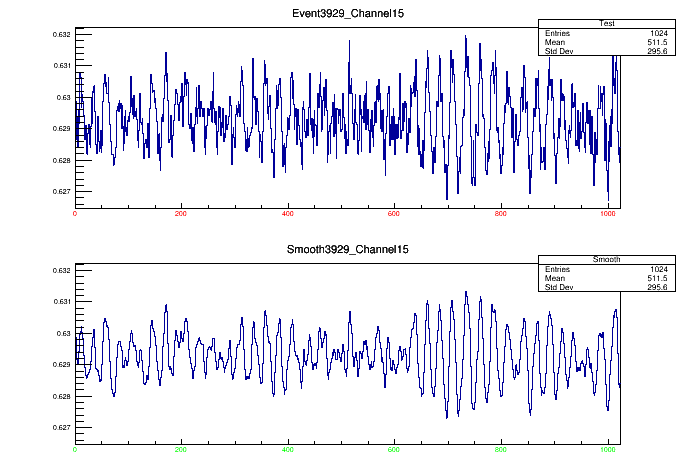 Event3929_Channel15
Test
Entries 1024
Mean 511.5
Std Dev 295.6
0.632
0.631
0.63
0.629
0.628
0.627
0 200 400 600 800 1000
Smooth3929_Channel15
Smooth
Entries 1024
Mean 511.5
Std Dev 295.6
0.632
0.631
0.63
0.629
0.628
0.627
0 200 400 600 800 1000